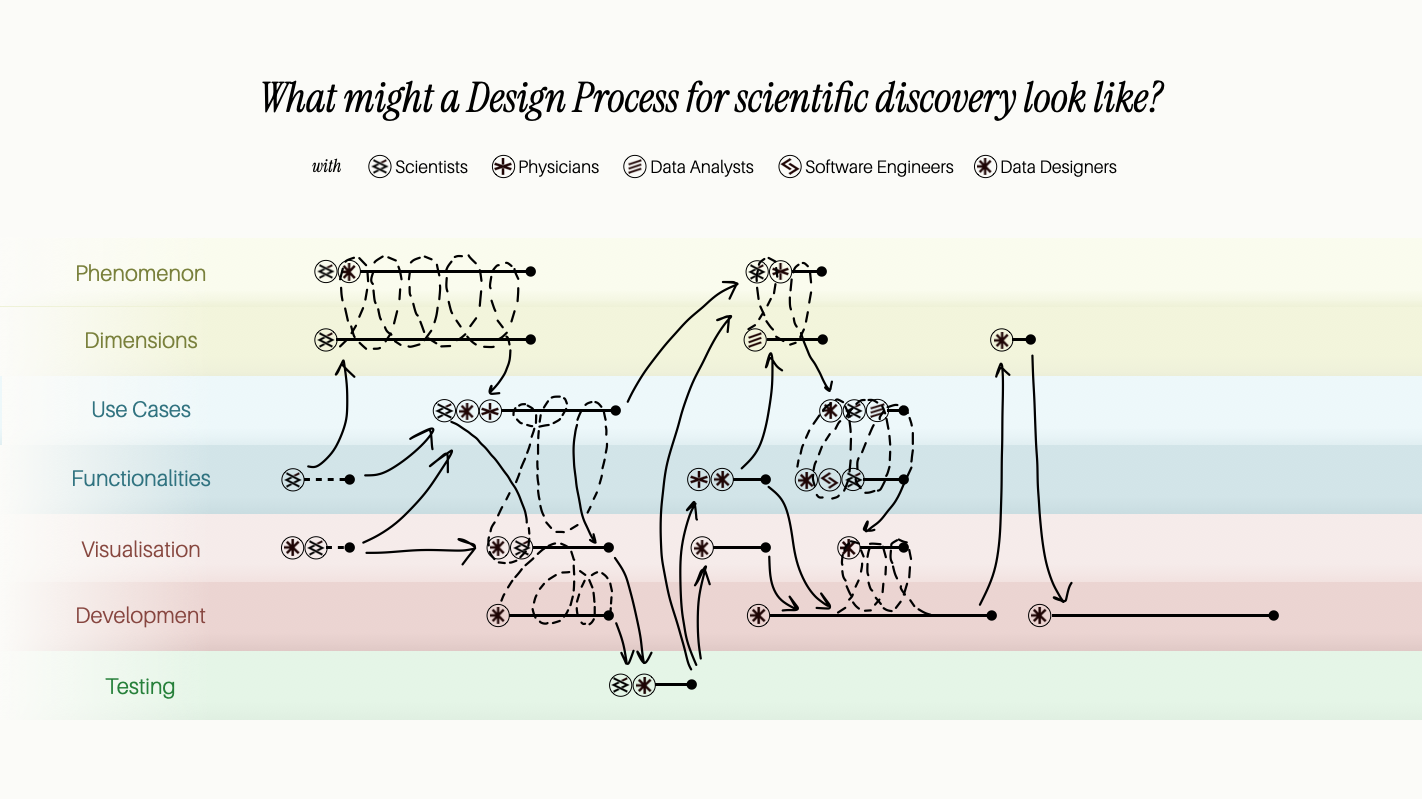 What might a Design Process for scientific discovery look like?
with Scientists Physicians Data Analysts Software Engineers Data Designers
Phenomenon
Dimensions
Use Cases
Functionalities
Visualisation
Development
Testing